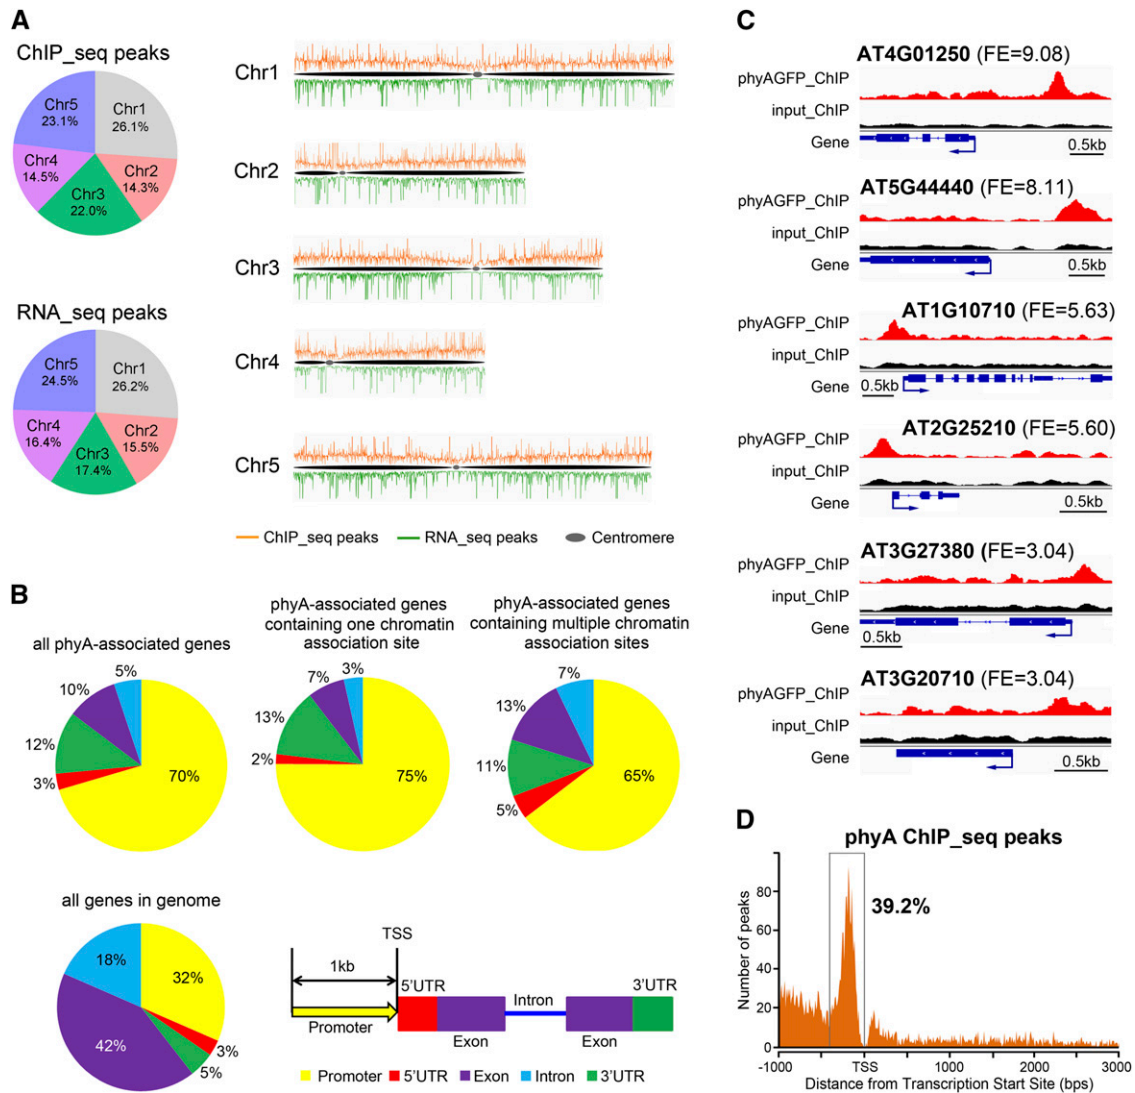 A
ChIP_seq peaks
Chr1
26.1%
Chr2
14.3%
Chr3
22.0%
Chr4
14.5%
Chr5
23.1%
RNA_seq peaks
Chr1
26.2%
Chr2
15.5%
Chr3
17.4%
Chr4
16.4%
Chr5
24.5%
Chr1
Chr2
Chr3
Chr4
Chr5
ChIP_seq peaks RNA_seq peaks Centromere
B
all phyA-associated genes
70%
3%
12%
10%
5%
phyA-associated genes
containing one chromatin
association site
75%
2%
13%
7%
3%
phyA-associated genes
containing multiple chromatin
association sites
65%
5%
11%
13%
7%
all genes in genome
32%
3%
5%
42%
18%
TSS
1kb
5'UTR
Intron
3'UTR
Promoter
Exon
Exon
Promoter 5'UTR Exon Intron 3'UTR
C
AT4G01250 (FE=9.08)
phyAGFP_ChIP
input_ChIP
Gene
0.5kb
AT5G44440 (FE=8.11)
phyAGFP_ChIP
input_ChIP
Gene
0.5kb
AT1G10710 (FE=5.63)
phyAGFP_ChIP
input_ChIP
Gene
0.5kb
AT2G25210 (FE=5.60)
phyAGFP_ChIP
input_ChIP
Gene
0.5kb
AT3G27380 (FE=3.04)
phyAGFP_ChIP
input_ChIP
Gene
0.5kb
AT3G20710 (FE=3.04)
phyAGFP_ChIP
input_ChIP
Gene
0.5kb
D
phyA ChIP_seq peaks
39.2%
Number of peaks
80
60
40
20
0
-1000 TSS 1000 2000 3000
Distance from Transcription Start Site (bps)